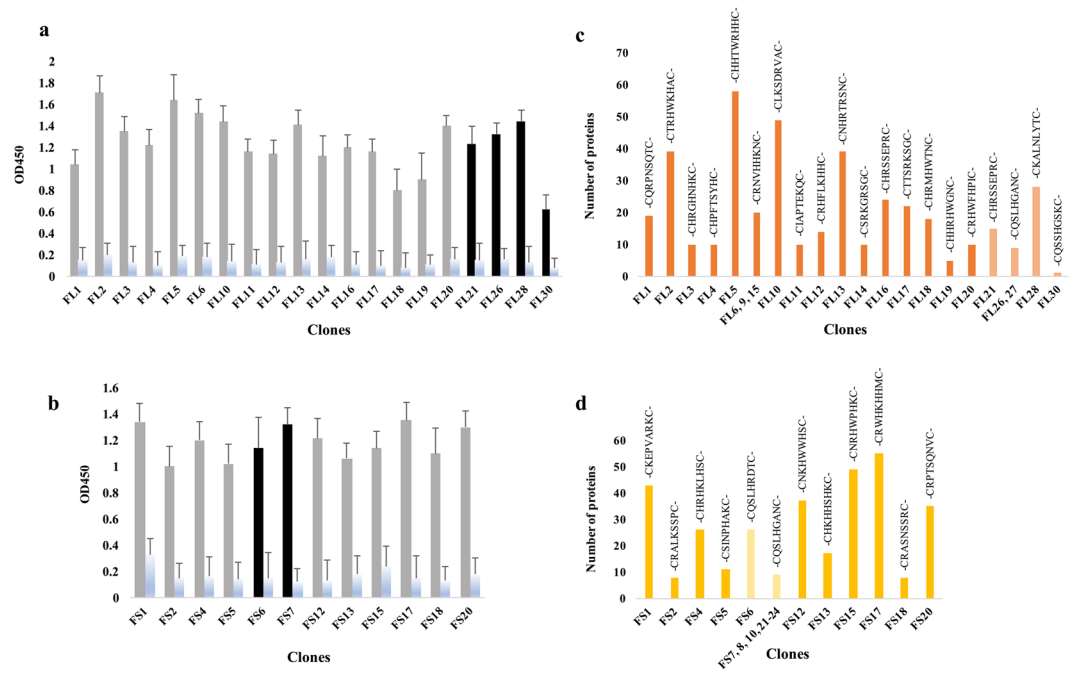 a
2
1.8
1.6
1.4
1.2
1
0.8
0.6
0.4
0.2
0
OD450
FL1
FL2
FL3
FL4
FL5
FL6
FL10
FL11
FL12
FL13
FL14
FL16
FL17
FL18
FL19
FL20
FL21
FL26
FL28
FL30
Clones
c
70
60
50
40
30
20
10
0
Number of proteins
-CQRPNSQTC-
-CTRHWKHAC-
-CHRGHNHKC-
-CHPFTSYHC-
-CHHTWRHHC-
-CRNVHHKNC-
-CLKSDRVAC-
-CIAPTEKQC-
-CRHFLKHHC-
-CNHRTRSNC-
-CSRKGRSGC-
-CHRSSEPRC-
-CTTSRKSGC-
-CHRMHWTNC-
-CHHRHWGNC-
-CRHWFHPIC-
-CHRSSEPRC-
-CQSLHGANC-
-CKALNLYTC-
-CQSSHGSKC-
FL1
FL2
FL3
FL4
FL5
FL6, 9, 15
FL10
FL11
FL12
FL13
FL14
FL16
FL17
FL18
FL19
FL20
FL21
FL26, 27
FL28
FL30
Clones
b
1.6
1.4
1.2
1
0.8
0.6
0.4
0.2
0
OD450
FS1
FS2
FS4
FS5
FS6
FS7
FS12
FS13
FS15
FS17
FS18
FS20
Clones
d
60
50
40
30
20
10
0
Number of proteins
-CKEPVARKC-
-CRALKSSPC-
-CHRHKLHSC-
-CSINPHAKC-
-CQSLHRDTC-
-CQSLHGANC-
-CNKHWWHSC-
-CHKHHSHKC-
-CNRHWPHKC-
-CRWHKHHMC-
-CRASNSSRC-
-CRPTSQNVC-
FS1
FS2
FS4
FS5
FS6
FS7, 8, 10, 21-24
FS12
FS13
FS15
FS17
FS18
FS20
Clones